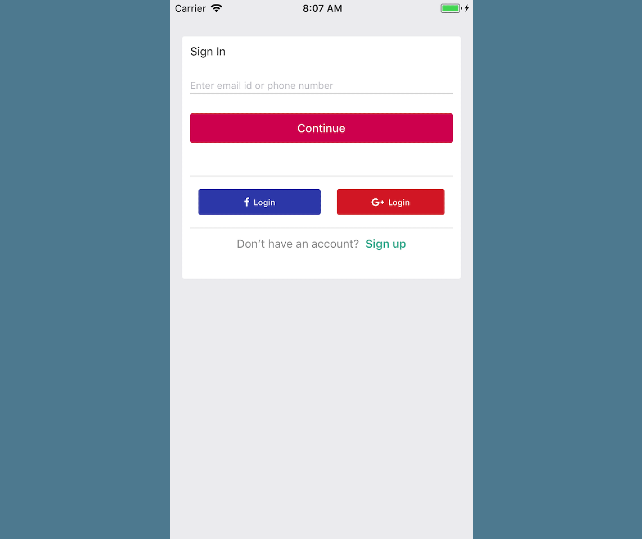 Carrier 8:07 AM
Sign In
Enter email id or phone number
Continue
Login Login
Don't have an account? Sign up